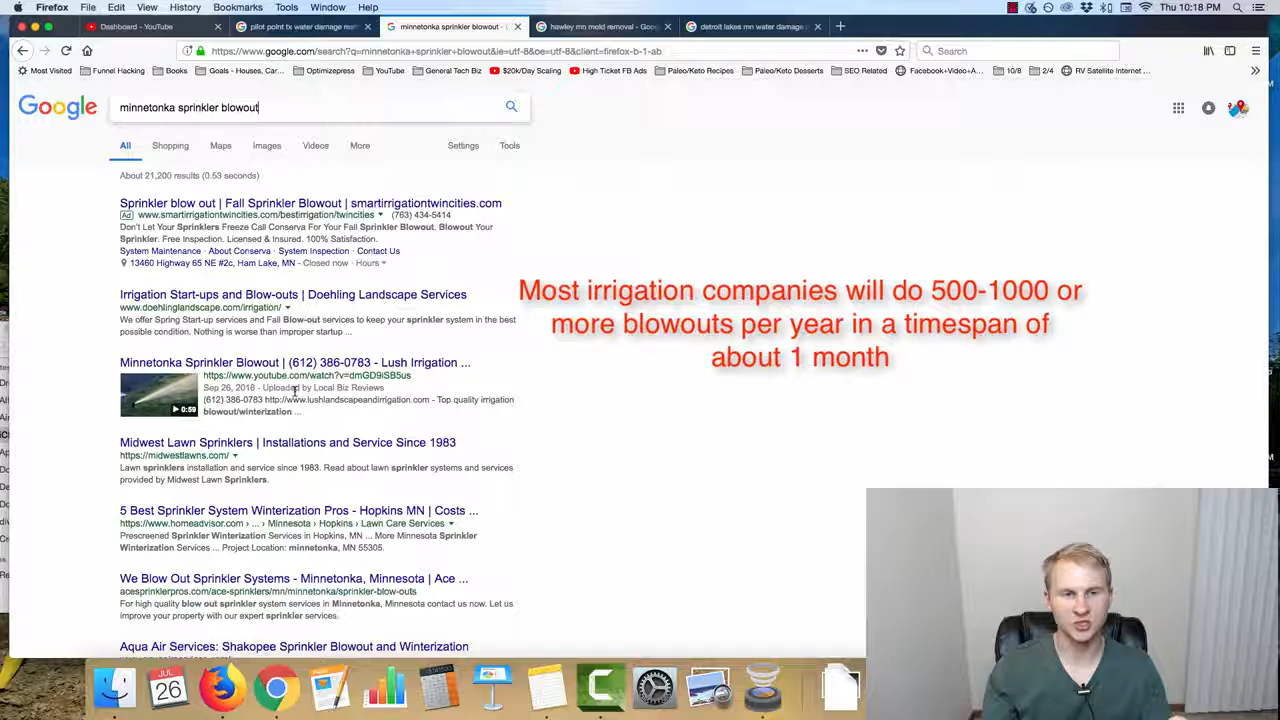 Firefox File Edit View History Bookmarks Tools Window Help
Thu 10:18 PM
Dashboard - YouTube
pilot point tx water damage rest
minnetonka sprinkler blowout - 
hawley mn mold removal - Goog
detroit lakes mn water damage 
https://www.google.com/search?q=minnetonka+sprinkler+blowout&ie=utf-8&oe=utf-8&client=firefox-b-1-ab
Search
Most Visited
Funnel Hacking
Books
Goals - Houses, Car...
Optimizepress
YouTube
General Tech Biz
$20k/Day Scaling
High Ticket FB Ads
Paleo/Keto Recipes
Paleo/Keto Desserts
SEO Related
Facebook+Video+A...
10/8
2/4
RV Satellite Internet ...
Google
minnetonka sprinkler blowout
All Shopping Maps Images Videos More Settings Tools
About 21,200 results (0.53 seconds)
Sprinkler blow out | Fall Sprinkler Blowout | smartirrigationtwincities.com
Ad www.smartirrigationtwincities.com/bestirrigation/twincities (763) 434-5414
Don't Let Your Sprinklers Freeze Call Conserva For Your Fall Sprinkler Blowout. Blowout Your
Sprinkler. Free Inspection. Licensed & Insured. 100% Satisfaction.
System Maintenance · About Conserva · System Inspection · Contact Us
13460 Highway 65 NE #2c, Ham Lake, MN - Closed now · Hours
Irrigation Start-ups and Blow-outs | Doehling Landscape Services
www.doehlinglandscape.com/irrigation/
We offer Spring Start-up services and Fall Blow-out services to keep your sprinkler system in the best
possible condition. Nothing is worse than improper startup ...
Most irrigation companies will do 500-1000 or
more blowouts per year in a timespan of
about 1 month
Minnetonka Sprinkler Blowout | (612) 386-0783 - Lush Irrigation ...
https://www.youtube.com/watch?v=dmGD9iSB5us
Sep 26, 2016 - Uploaded by Local Biz Reviews
(612) 386-0783 http://www.lushlandscapeandirrigation.com - Top quality irrigation
blowout/winterization ...
0:59
Midwest Lawn Sprinklers | Installations and Service Since 1983
https://midwestlawns.com/
Lawn sprinklers installation and service since 1983. Read about lawn sprinkler systems and services
provided by Midwest Lawn Sprinklers.
5 Best Sprinkler System Winterization Pros - Hopkins MN | Costs ...
https://www.homeadvisor.com › ... › Minnesota › Hopkins › Lawn Care Services
Prescreened Sprinkler Winterization Services in Hopkins, MN ... More Minnesota Sprinkler
Winterization Services ... Project Location: minnetonka, MN 55305.
We Blow Out Sprinkler Systems - Minnetonka, Minnesota | Ace ...
acesprinklerpros.com/ace-sprinklers/mn/minnetonka/sprinkler-blow-outs
For high quality blow out sprinkler system services in Minnetonka, Minnesota contact us now. Let us
improve your property with our expert sprinkler services.
Aqua Air Services: Shakopee Sprinkler Blowout and Winterization
JUL
26